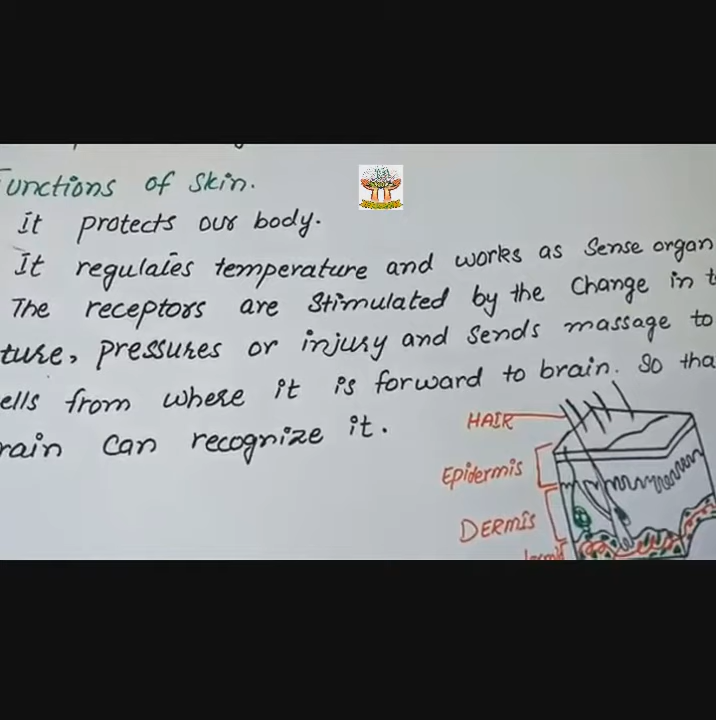 Functions of Skin.
it protects our body.
It regulates temperature and works as Sense organ
The receptors are Stimulated by the Change in
ture, pressures or injury and Sends massage to
ells from where it is forward to brain. So tha
rain can recognize it.
HAIR
Epidermis
DERMIS